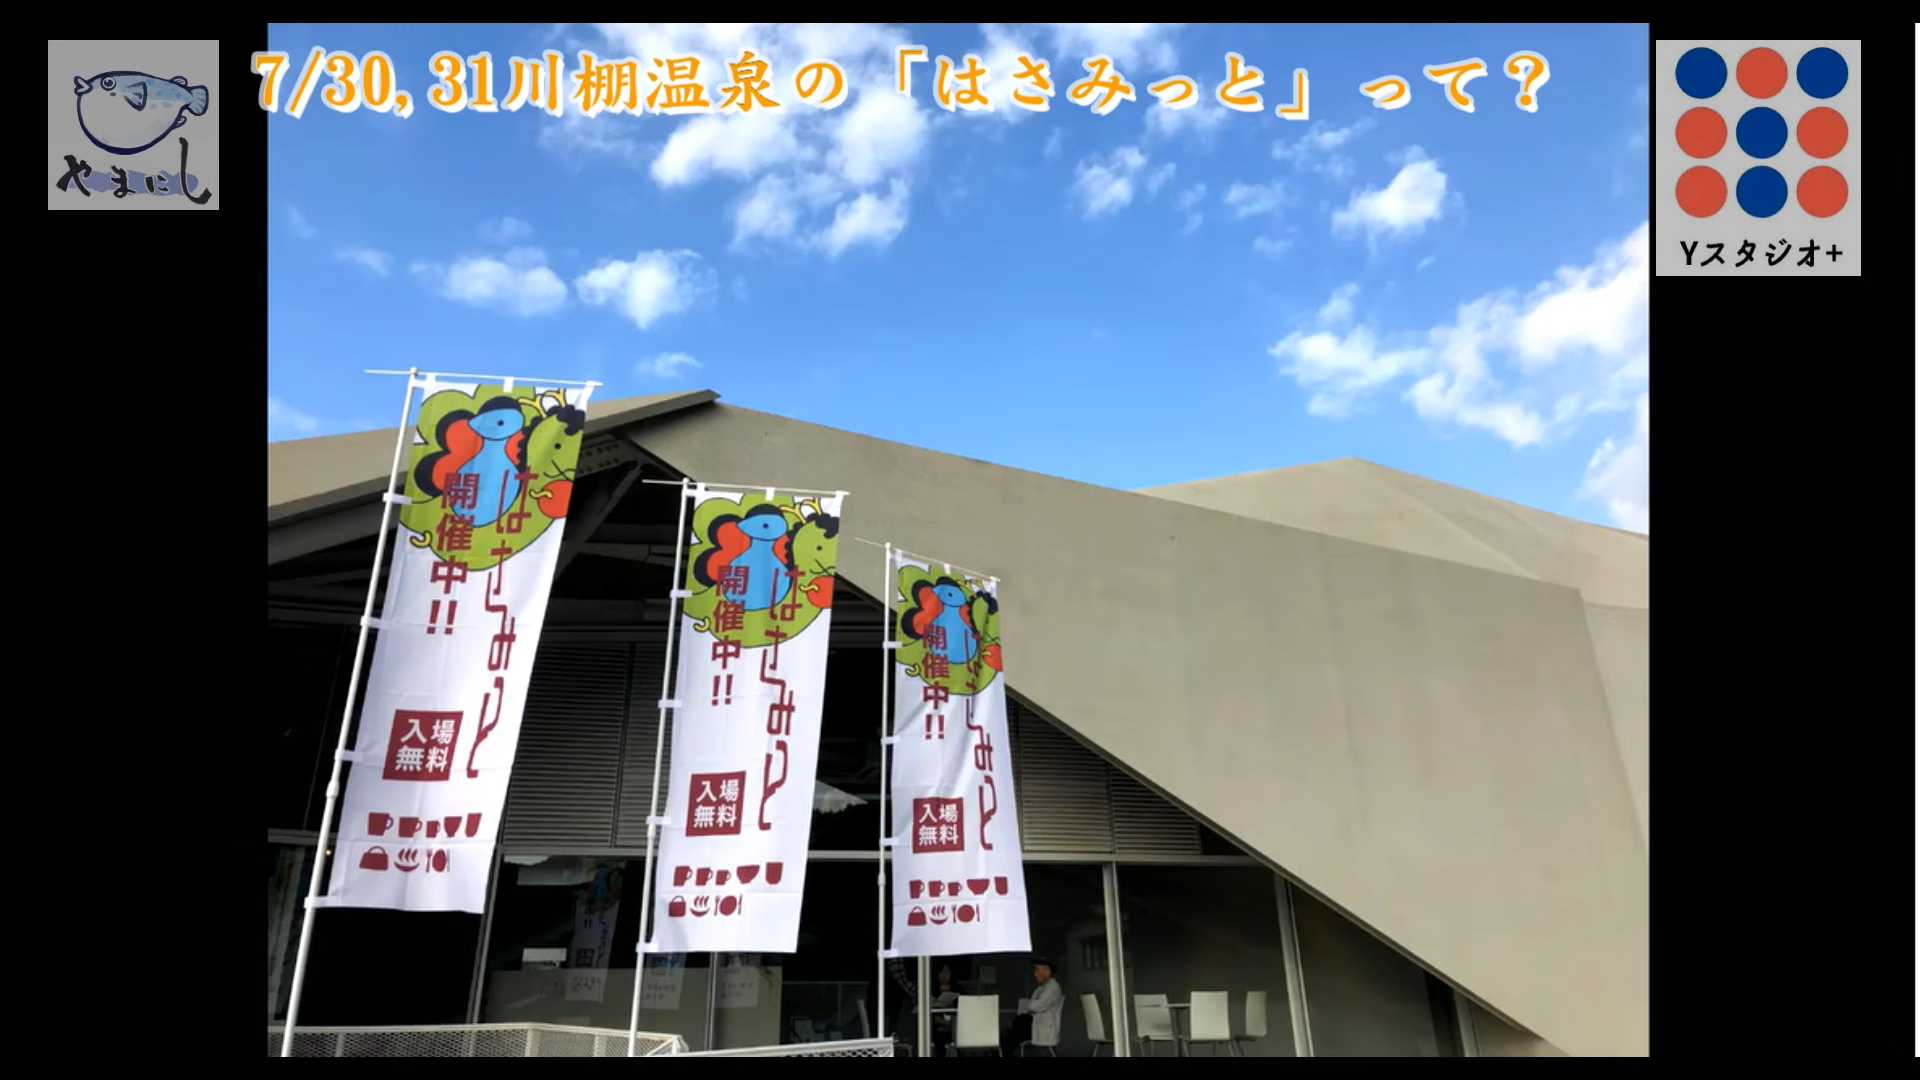 7/30,31川棚温泉の「はさみっと」って？
やまにし
Yスタジオ+
はさみっと
開催中!!
入場
無料
はさみっと
開催中!!
入場
無料
はさみっと
開催中!!
入場
無料